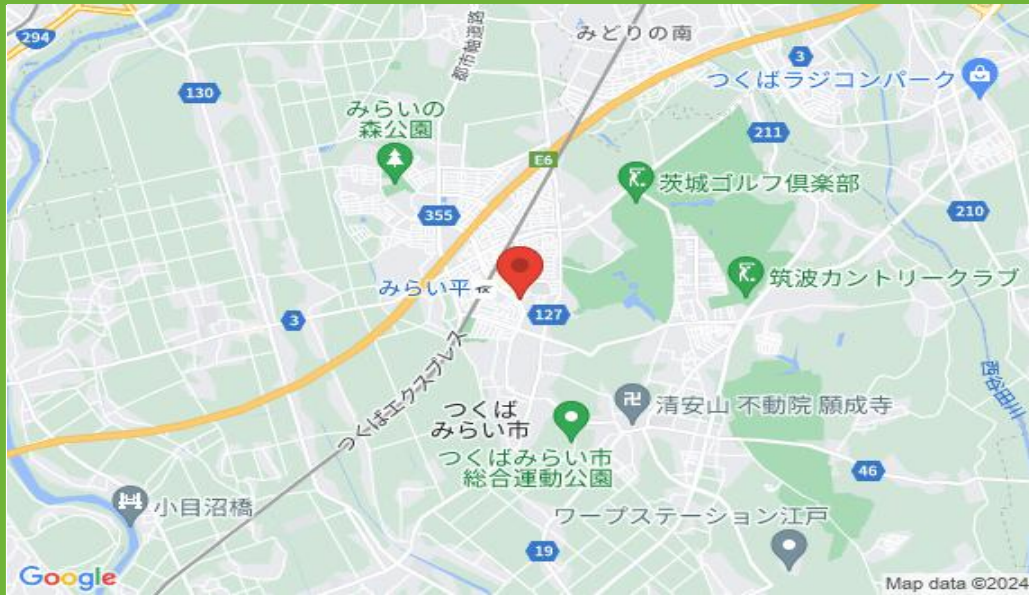 294
みどりの南
都市軸道路
3
つくばラジコンパーク
130
みらいの
森公園
211
E6
茨城ゴルフ倶楽部
355
210
筑波カントリークラブ
みらい平
127
3
つくばエクスプレス
西谷田川
つくば
みらい市
清安山 不動院 願成寺
つくばみらい市
総合運動公園
46
小目沼橋
ワープステーション江戸
19
Google
Map data ©2024